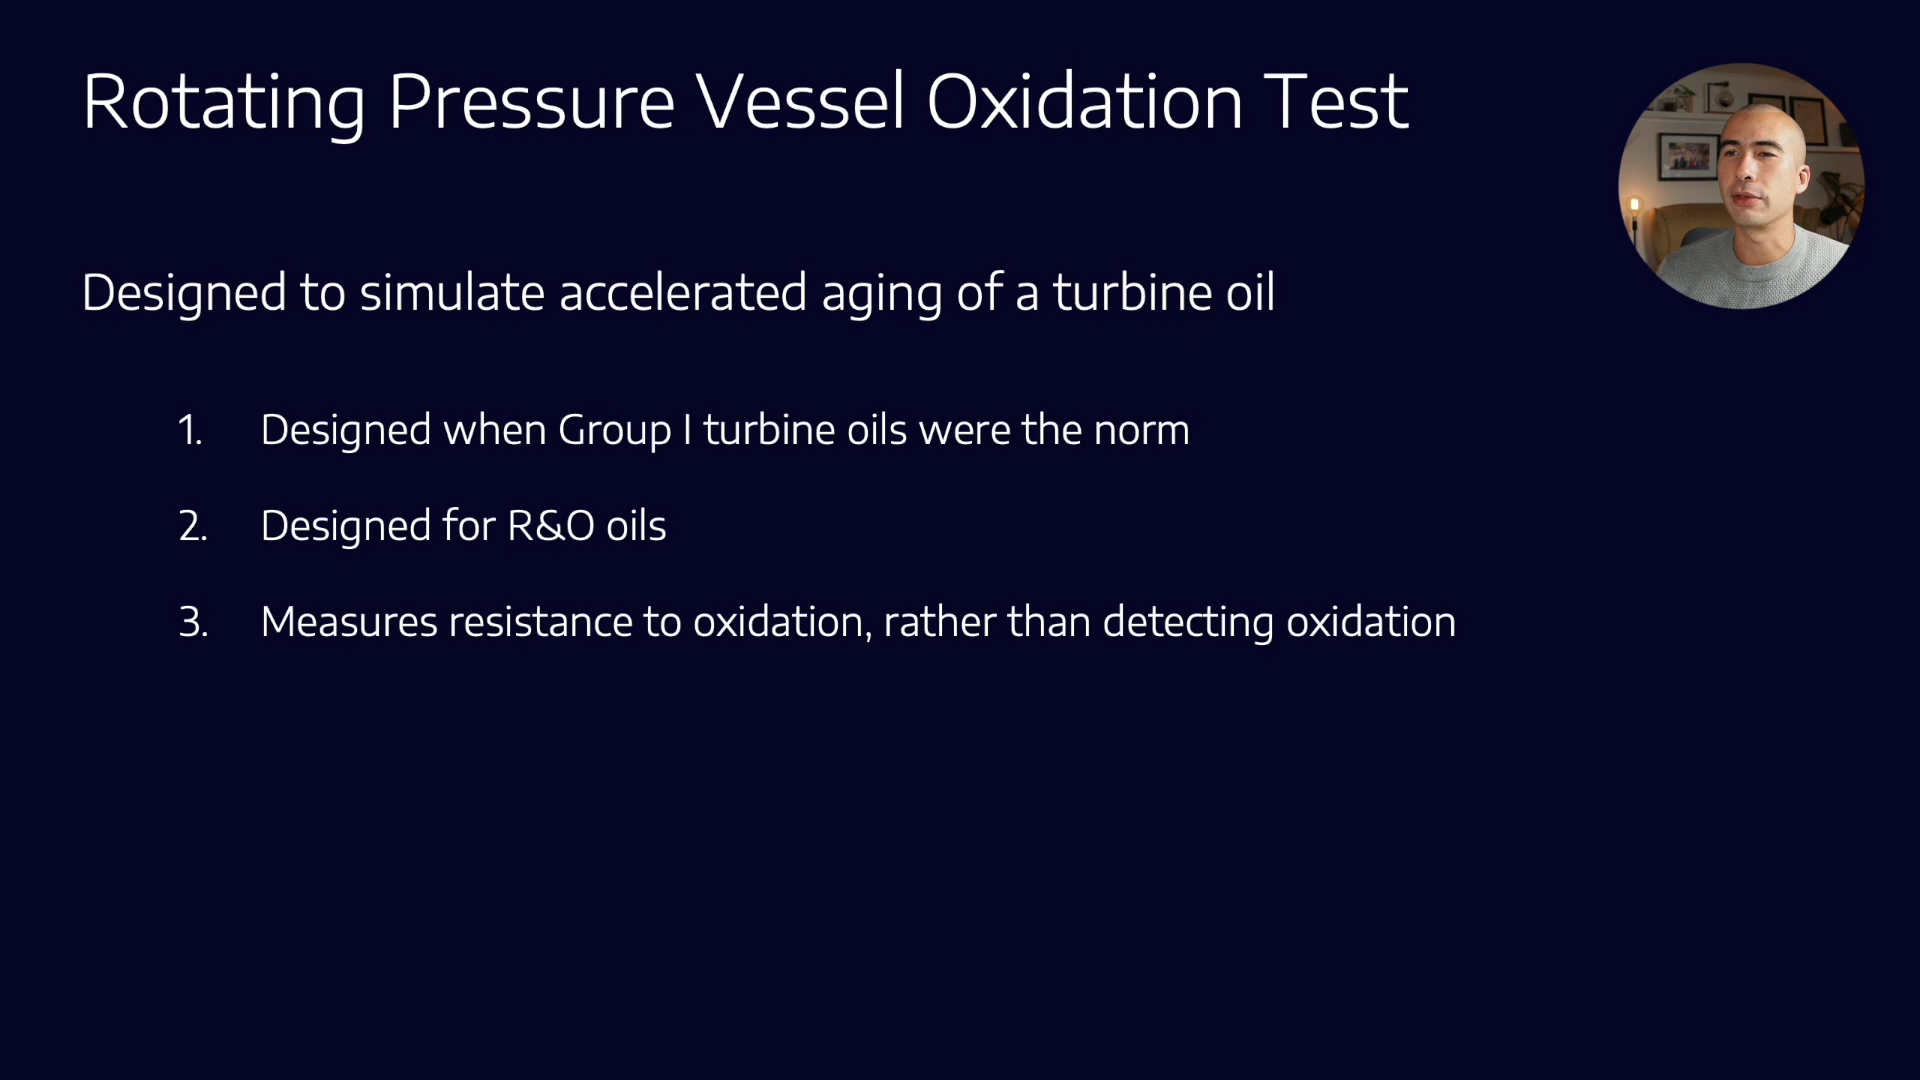 Rotating Pressure Vessel Oxidation Test
Designed to simulate accelerated aging of a turbine oil
1. Designed when Group I turbine oils were the norm
2. Designed for R&O oils
3. Measures resistance to oxidation, rather than detecting oxidation